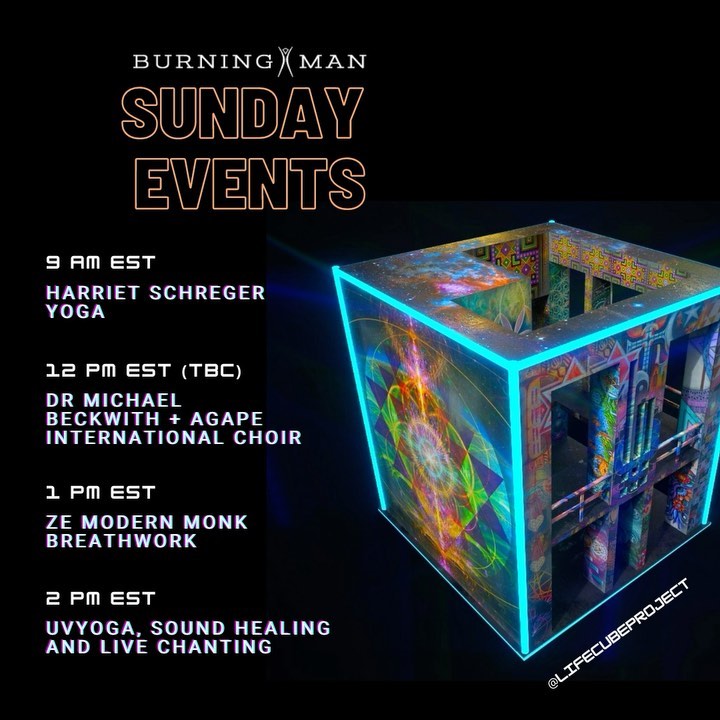 BURNING MAN
SUNDAY
EVENTS
9 AM EST
HARRIET SCHREGER
YOGA
12 PM EST (TBC)
DR MICHAEL
BECKWITH + AGAPE
INTERNATIONAL CHOIR
1 PM EST
ZE MODERN MONK
BREATHWORK
2 PM EST
UVYOGA, SOUND HEALING
AND LIVE CHANTING
@LIFECUBEPROJECT